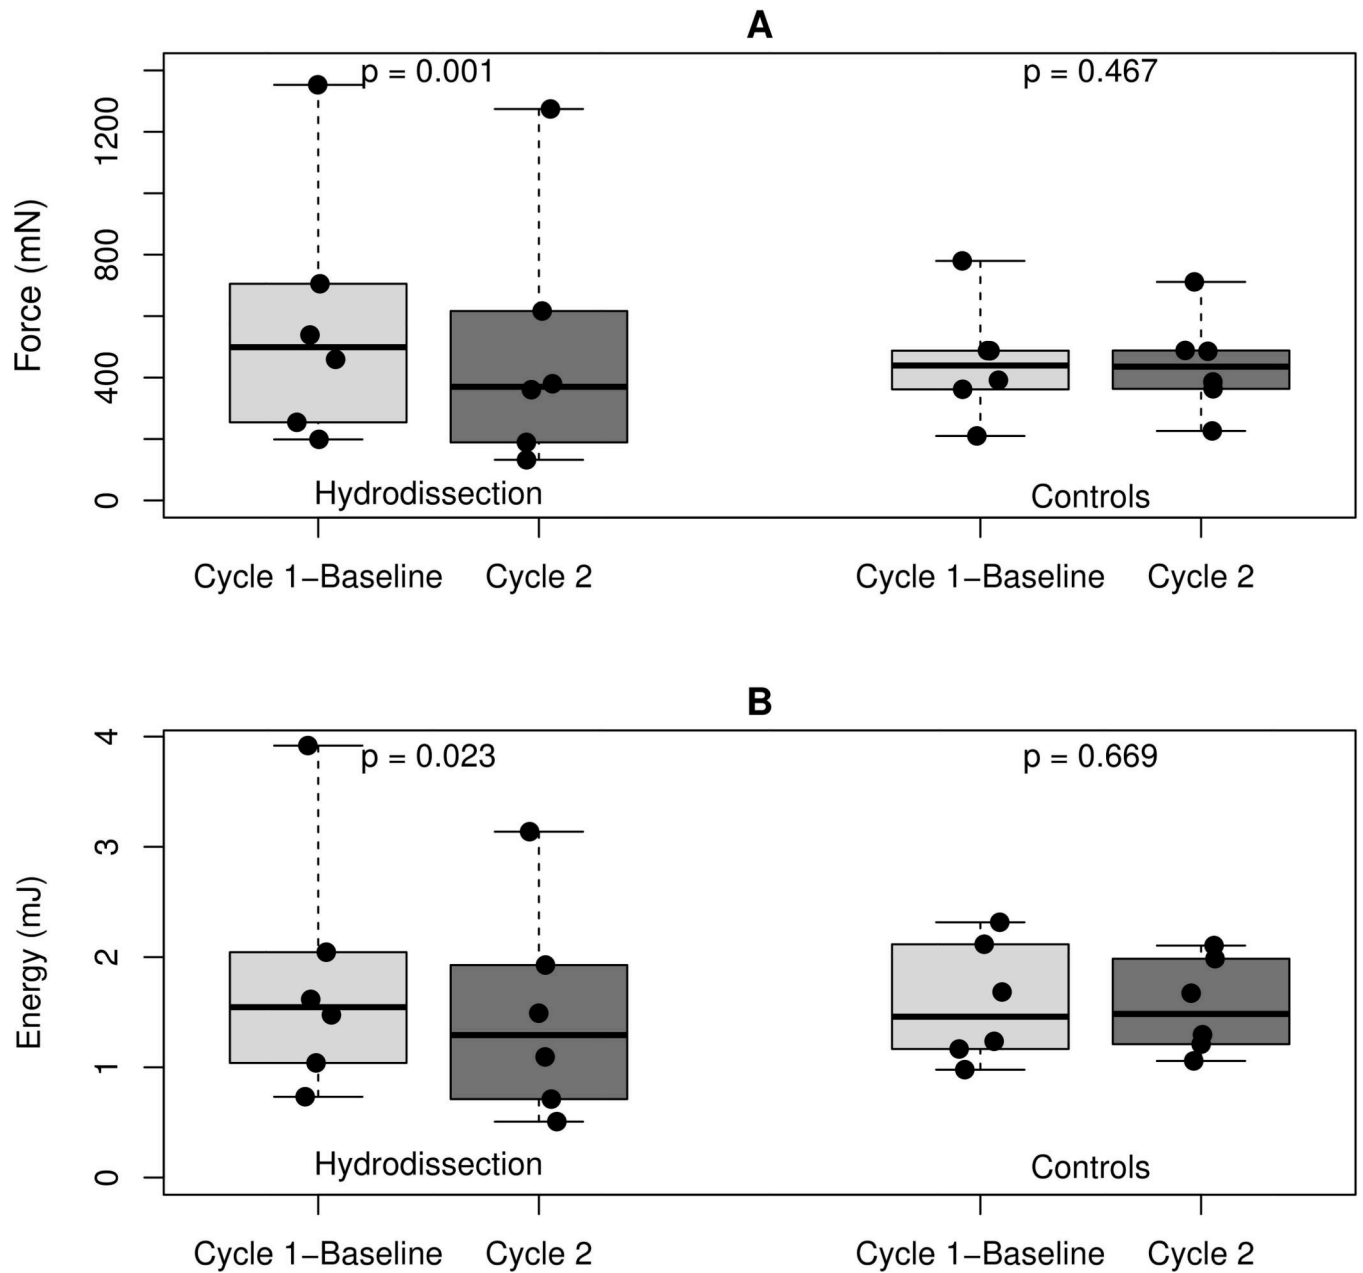 A
p = 0.001
p = 0.467
Force (mN)
1200
800
400
0
Hydrodissection
Controls
Cycle 1−Baseline
Cycle 2
Cycle 1−Baseline
Cycle 2
B
p = 0.023
p = 0.669
Energy (mJ)
4
3
2
1
0
Hydrodissection
Controls
Cycle 1−Baseline
Cycle 2
Cycle 1−Baseline
Cycle 2